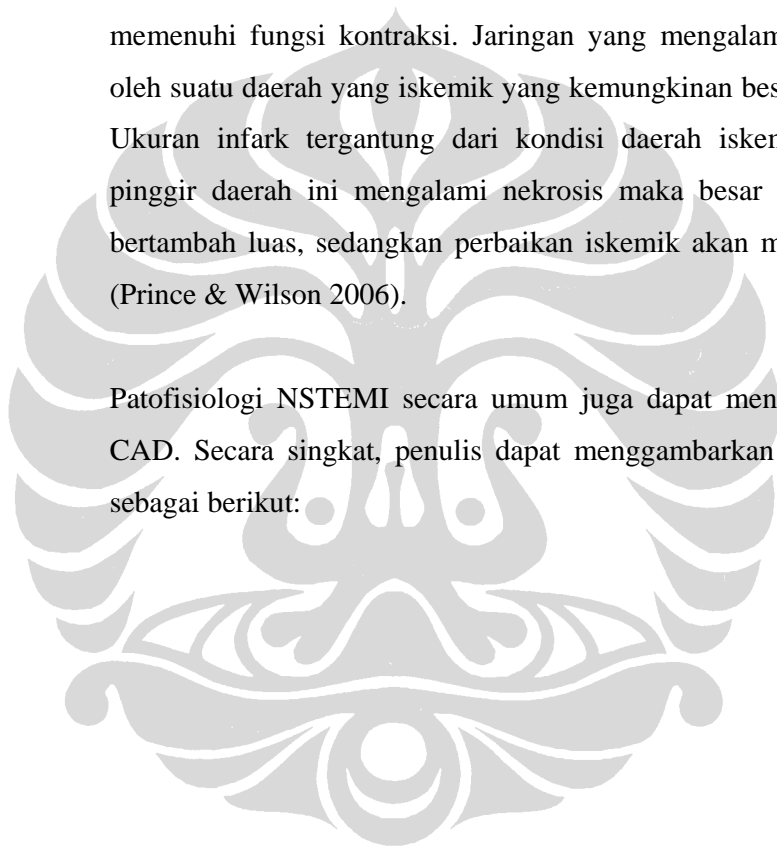 memenuhi fungsi kontraksi. Jaringan yang mengalam
oleh suatu daerah yang iskemik yang kemungkinan bes
Ukuran infark tergantung dari kondisi daerah iskem
pinggir daerah ini mengalami nekrosis maka besar
bertambah luas, sedangkan perbaikan iskemik akan m
(Prince & Wilson 2006).
Patofisiologi NSTEMI secara umum juga dapat men
CAD. Secara singkat, penulis dapat menggambarkan
sebagai berikut: